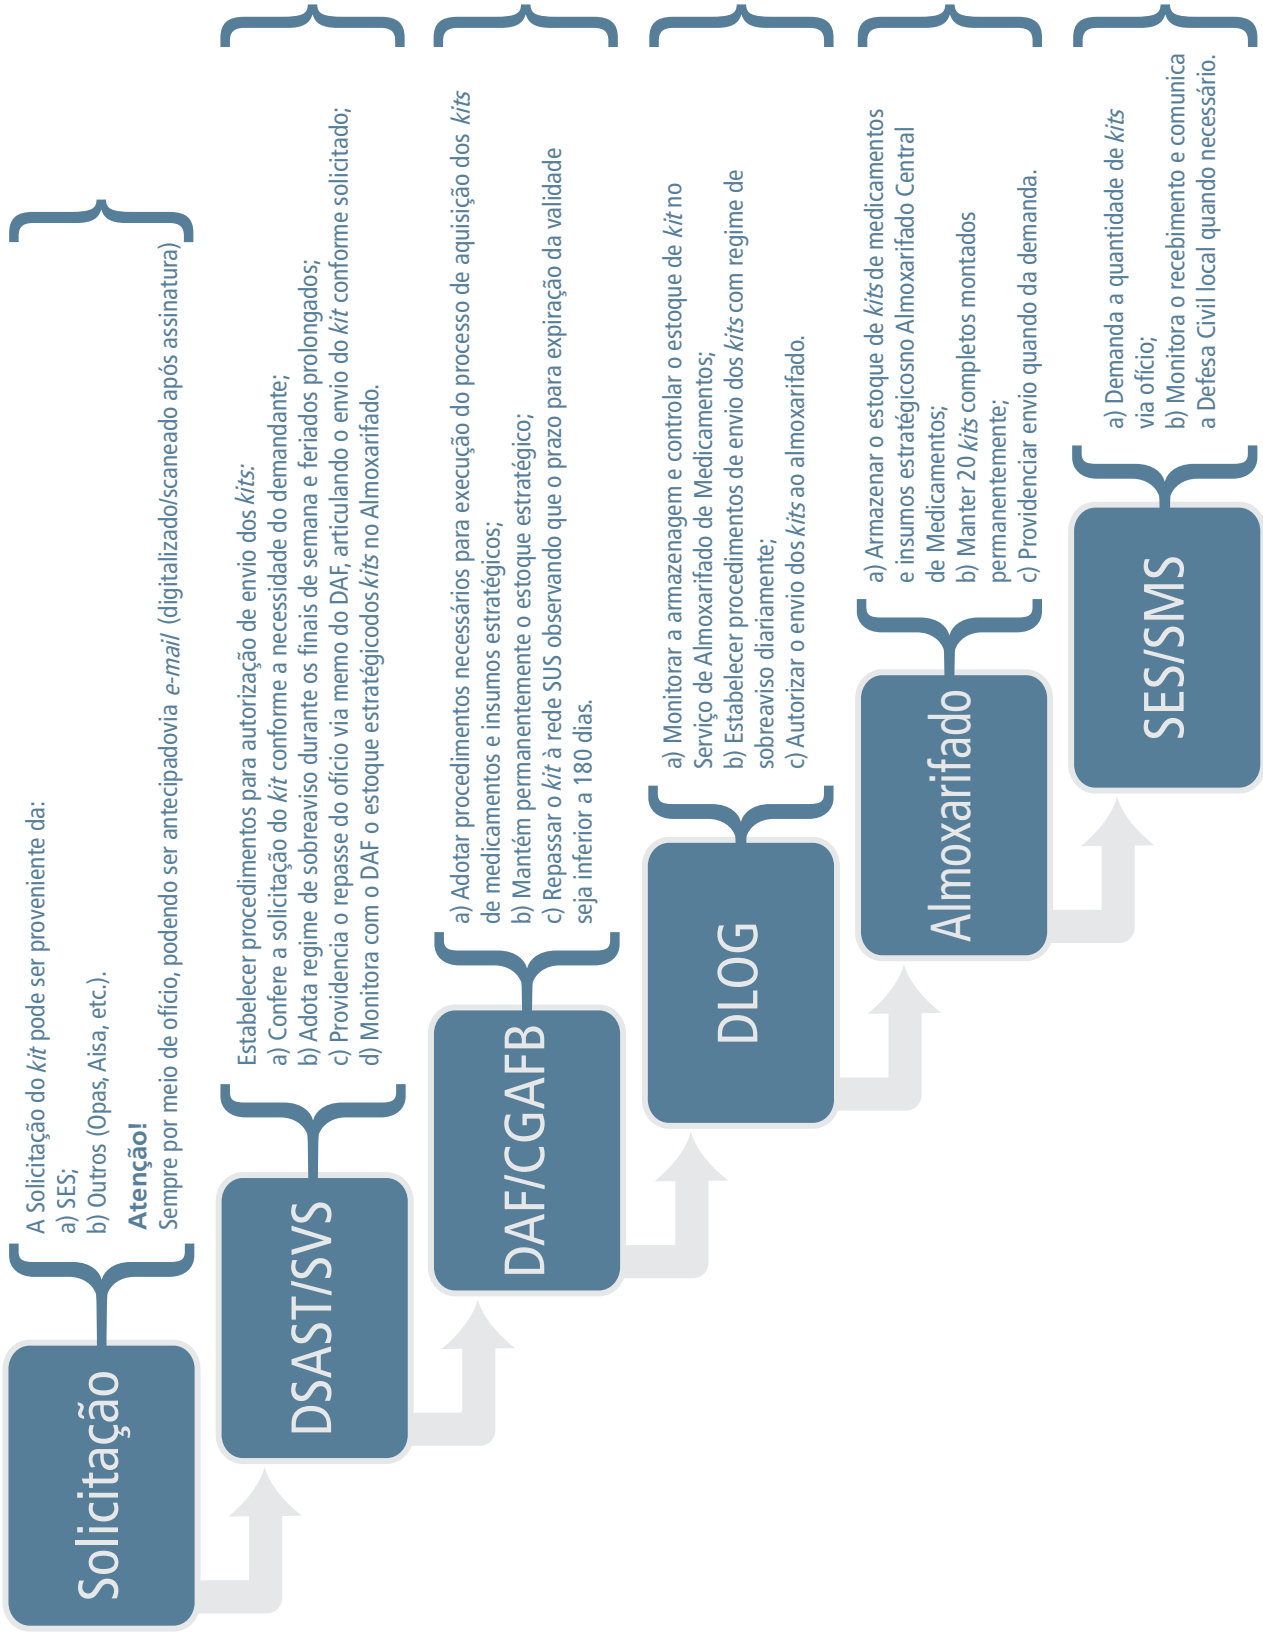 Solicitação
A Solicitação do kit pode ser proveniente da:
a) SES;
b) Outros (Opas, Aisa, etc.).
Atenção!
Sempre por meio de ofício, podendo ser antecipadovia e-mail (digitalizado/scaneado após assinatura)
DSAST/SVS
Estabelecer procedimentos para autorização de envio dos kits:
a) Confere a solicitação do kit conforme a necessidade do demandante;
b) Adota regime de sobreaviso durante os finais de semana e feriados prolongados;
c) Providencia o repasse do ofício via memo do DAF, articulando o envio do kit conforme solicitado;
d) Monitora com o DAF o estoque estratégicodos kits no Almoxarifado.
DAF/CGAFB
a) Adotar procedimentos necessários para execução do processo de aquisição dos kits
de medicamentos e insumos estratégicos;
b) Mantém permanentemente o estoque estratégico;
c) Repassar o kit à rede SUS observando que o prazo para expiração da validade
seja inferior a 180 dias.
DLOG
a) Monitorar a armazenagem e controlar o estoque de kit no
Serviço de Almoxarifado de Medicamentos;
b) Estabelecer procedimentos de envio dos kits com regime de
sobreaviso diariamente;
c) Autorizar o envio dos kits ao almoxarifado.
Almoxarifado
a) Armazenar o estoque de kits de medicamentos
e insumos estratégicosno Almoxarifado Central
de Medicamentos;
b) Manter 20 kits completos montados
permanentemente;
c) Providenciar envio quando da demanda.
SES/SMS
a) Demanda a quantidade de kits
via ofício;
b) Monitora o recebimento e comunica
a Defesa Civil local quando necessário.